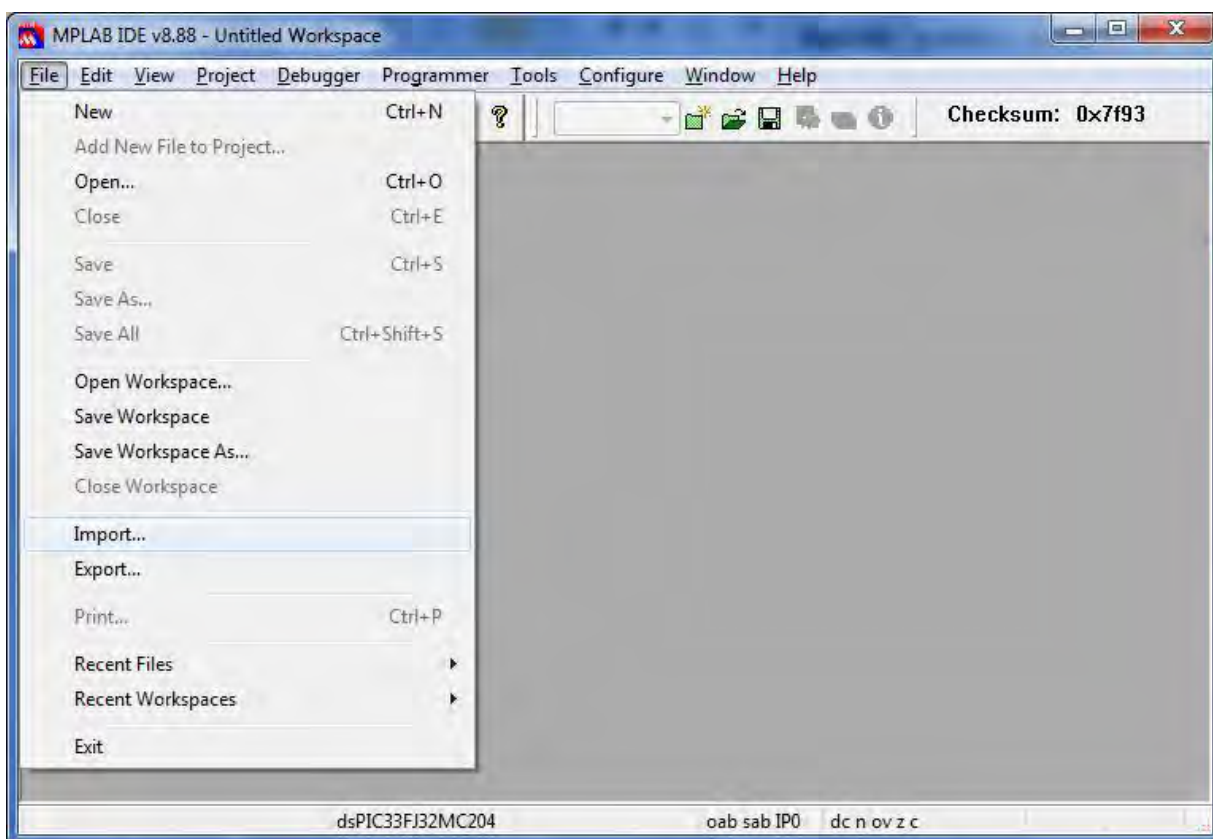 MPLAB IDE v8.88 - Untitled Workspace
File Edit View Project Debugger Programmer Tools Configure Window Help
Checksum: 0x7f93
New Ctrl+N
Add New File to Project...
Open... Ctrl+O
Close Ctrl+E
Save Ctrl+S
Save As...
Save All Ctrl+Shift+S
Open Workspace...
Save Workspace
Save Workspace As...
Close Workspace
Import...
Export...
Print... Ctrl+P
Recent Files
Recent Workspaces
Exit
dsPIC33FJ32MC204 oab sab IP0 dc n ov z c